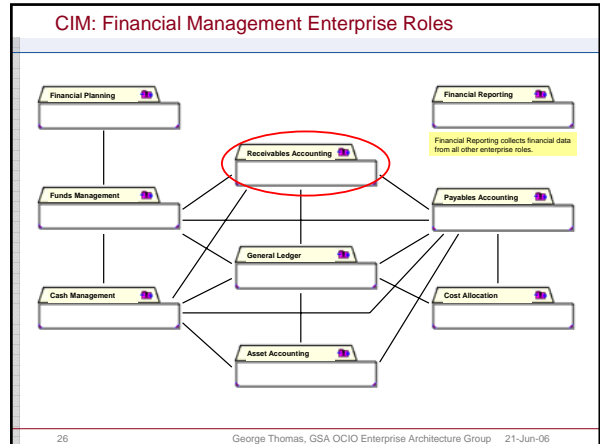 CIM: Financial Management Enterprise Roles
Financial Planning
Financial Reporting
Financial Reporting collects financial data
from all other enterprise roles.
Receivables Accounting
Funds Management
Payables Accounting
General Ledger
Cash Management
Cost Allocation
Asset Accounting
26
George Thomas, GSA OCIO Enterprise Architecture Group
21-Jun-06